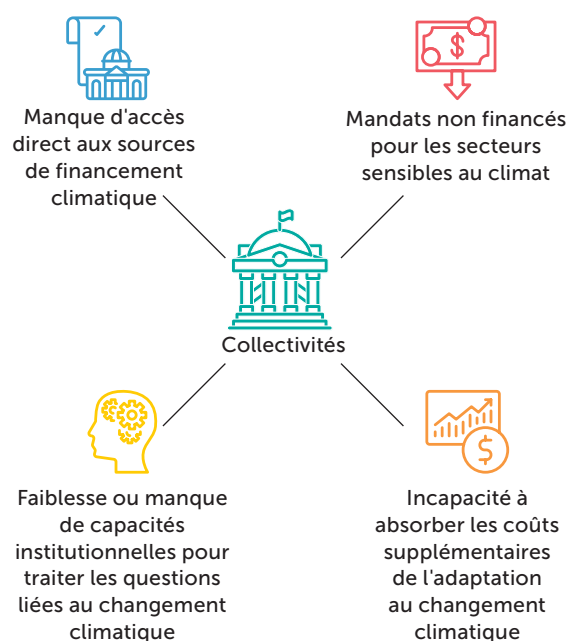 Manque d'accès
direct aux sources
de financement
climatique
Mandats non financés
pour les secteurs
sensibles au climat
$
Collectivités
Faiblesse ou manque
de capacités
institutionnelles pour
traiter les questions
liées au changement
climatique
$
Incapacité à
absorber les coûts
supplémentaires
de l'adaptation
au changement
climatique